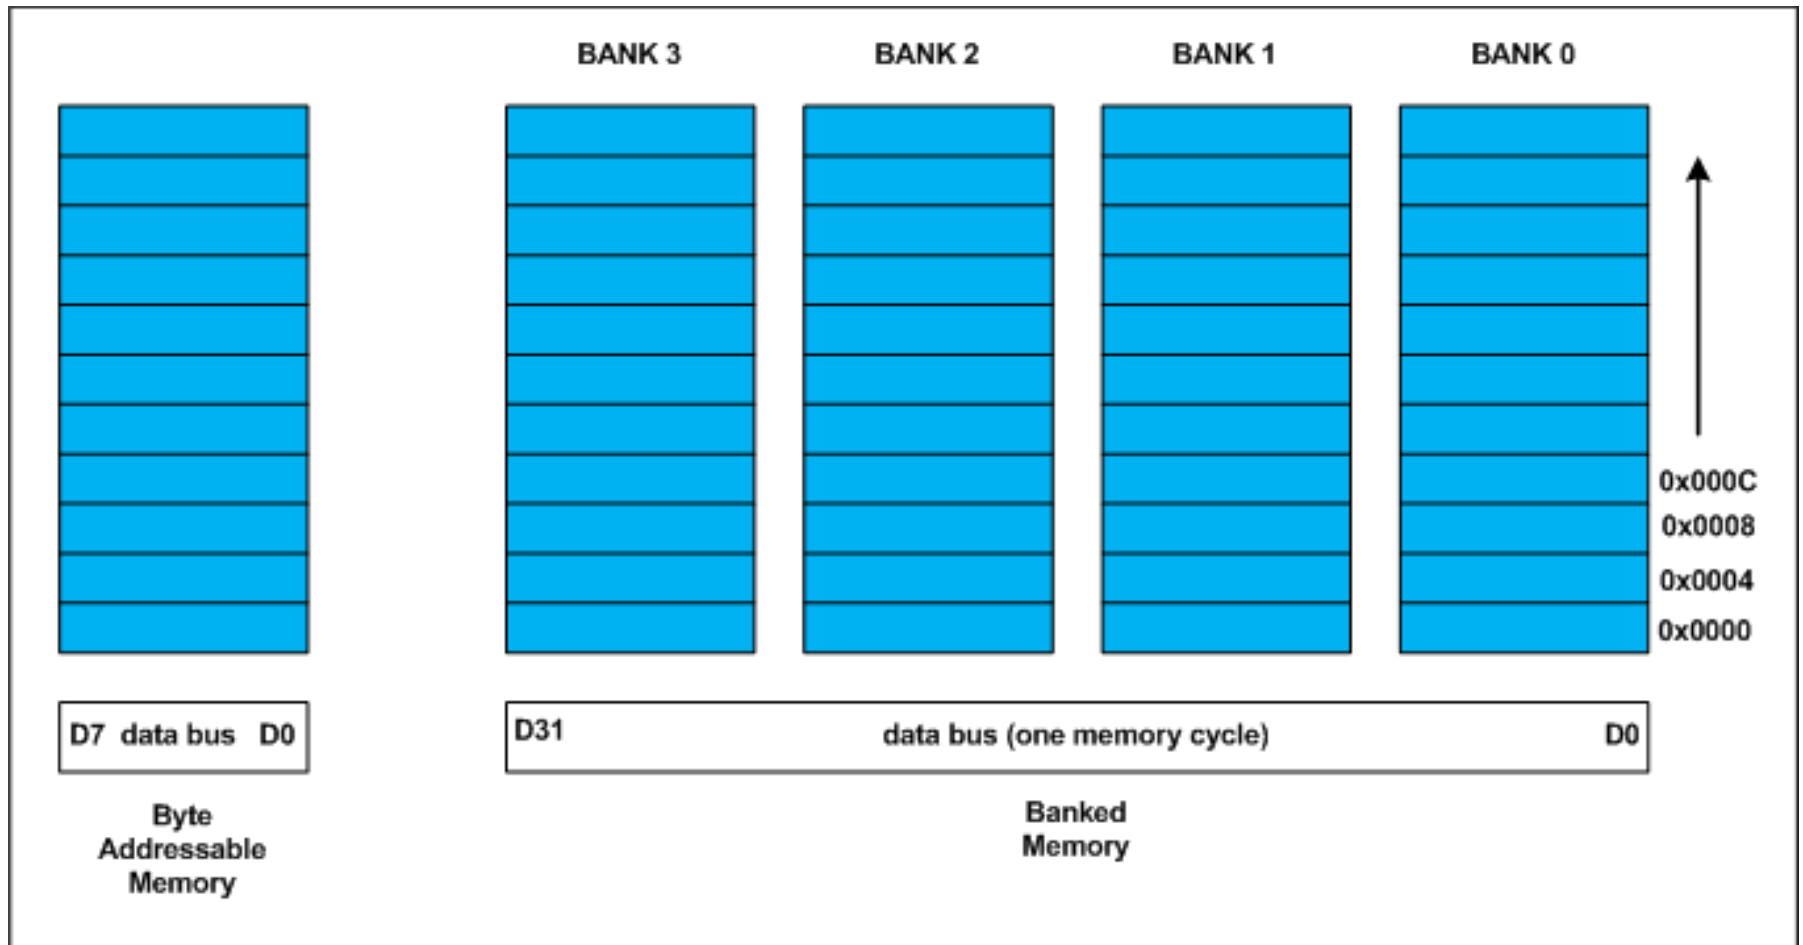 BANK 3 BANK 2 BANK 1 BANK 0
0x000C
0x0008
0x0004
0x0000
D7 data bus D0
D31 data bus (one memory cycle) D0
Byte
Addressable
Memory
Banked
Memory